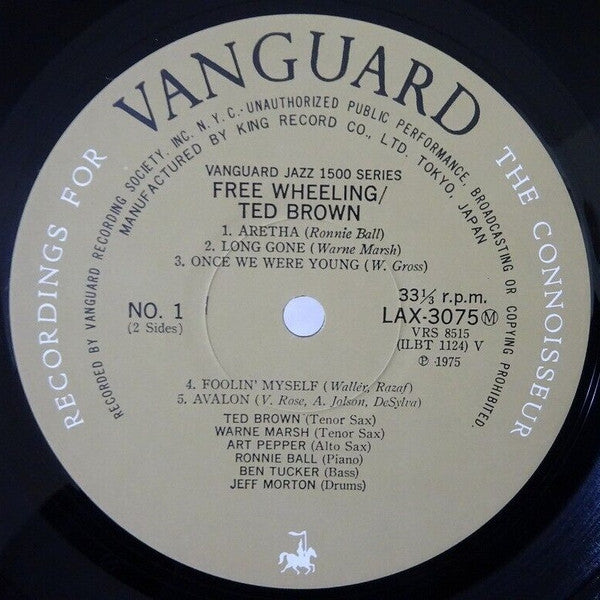 VANGUARD
RECORDINGS FOR
THE CONNOISSEUR
RECORDED BY VANGUARD RECORDING SOCIETY, INC. N.Y.C.·UNAUTHORIZED PUBLIC PERFORMANCE, BROADCASTING OR COPYING PROHIBITED.
MANUFACTURED BY KING RECORD CO., LTD. TOKYO, JAPAN
VANGUARD JAZZ 1500 SERIES
FREE WHEELING/
TED BROWN
1. ARETHA (Ronnie Ball)
2. LONG GONE (Warne Marsh)
3. ONCE WE WERE YOUNG (W. Gross)
NO. 1
(2 Sides)
33⅓ r.p.m.
LAX-3075Ⓜ
VRS 8515
(ILBT 1124) V
℗ 1975
4. FOOLIN' MYSELF (Waller, Razaf)
5. AVALON (V. Rose, A. Jolson, DeSylva)
TED BROWN (Tenor Sax)
WARNE MARSH (Tenor Sax)
ART PEPPER (Alto Sax)
RONNIE BALL (Piano)
BEN TUCKER (Bass)
JEFF MORTON (Drums)